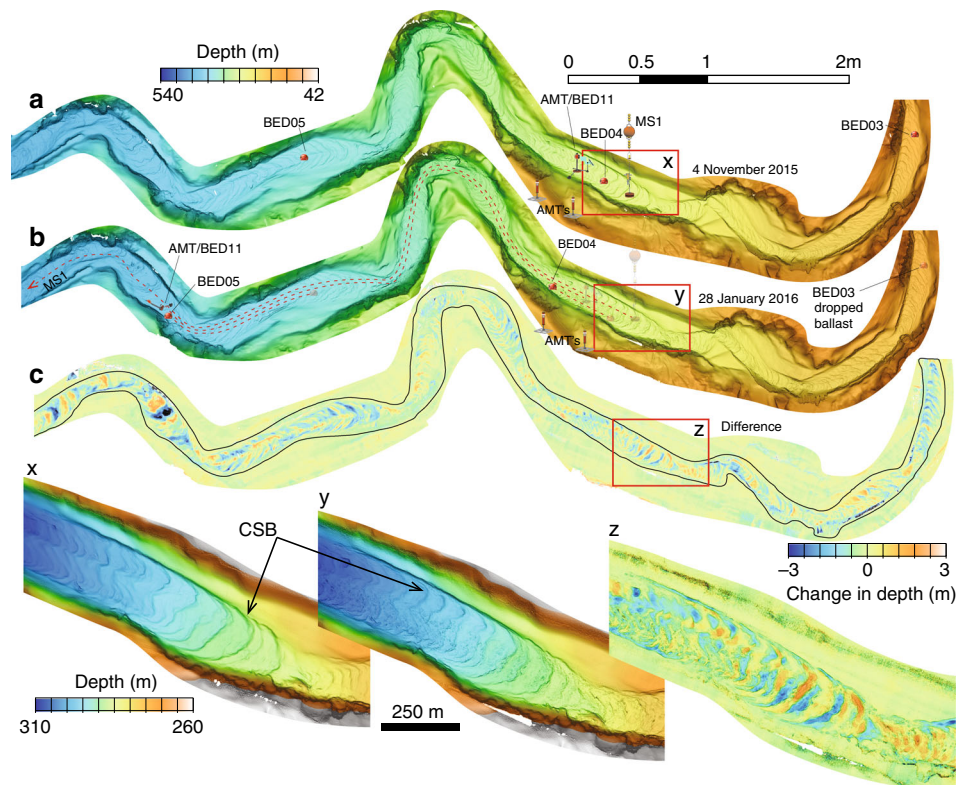 Depth (m)
540 42
0 0.5 1 2m
a
BED05
AMT/BED11
MS1
BED04
BED03
x
4 November 2015
AMT's
b
AMT/BED11
MS1
BED05
BED04
y
28 January 2016
BED03
dropped
ballast
AMT's
c
z
Difference
x
y
CSB
z
–3 0 3
Change in depth (m)
Depth (m)
310 260
250 m